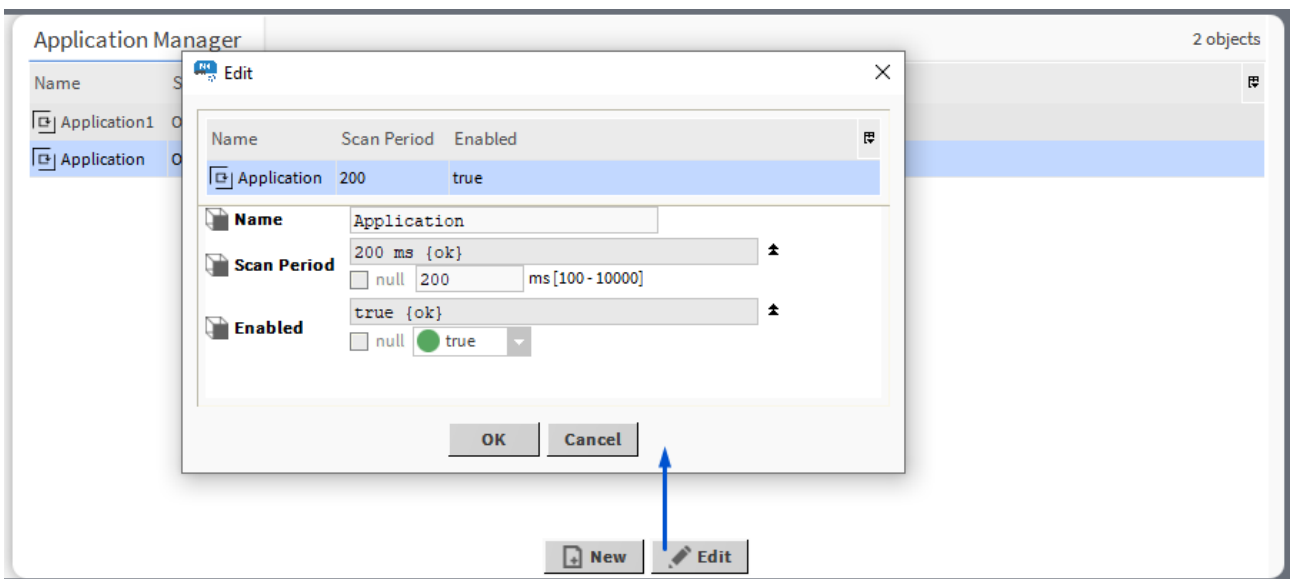 Application Manager
2 objects
Name S
Application1 O
Application O
Edit
Name Scan Period Enabled
Application 200 true
Name Application
200 ms {ok}
Scan Period
null 200 ms [100 - 10000]
true {ok}
Enabled
null true
OK Cancel
New Edit